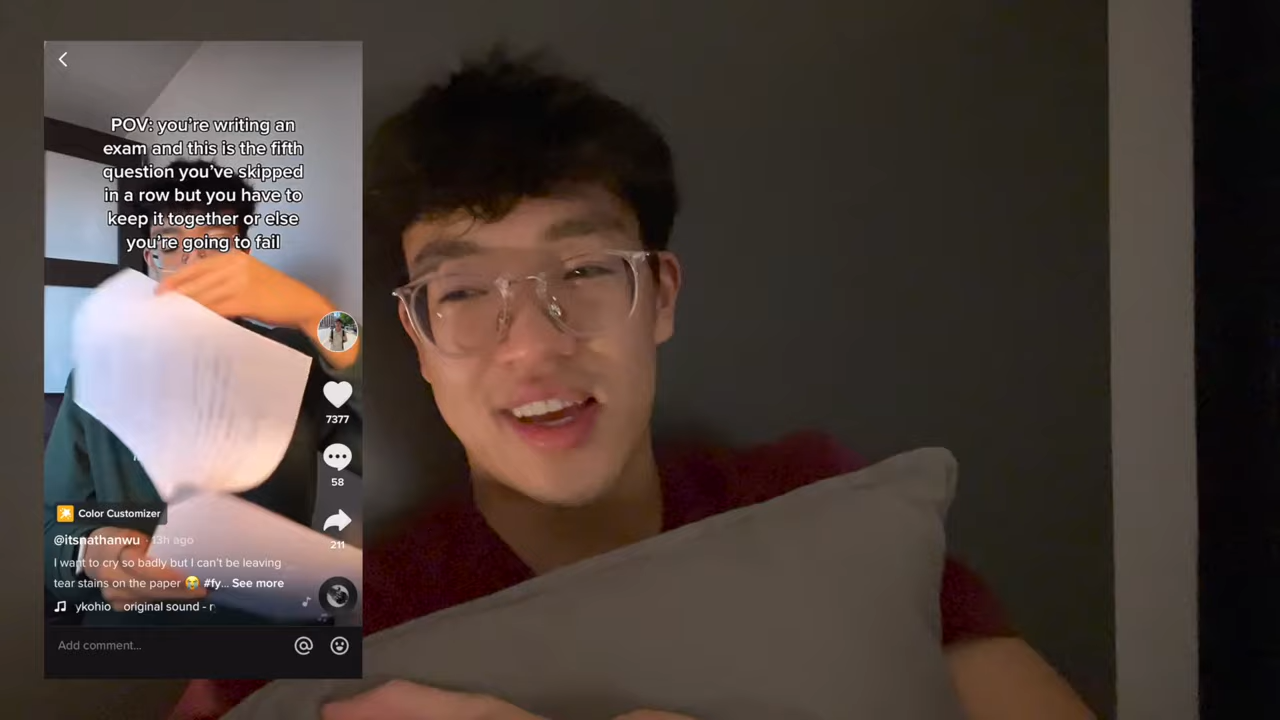 POV: you're writing an
exam and this is the fifth
question you've skipped
in a row but you have to
keep it together or else
you're going to fail
7377
58
211
Color Customizer
@itsnathanwu · 13h ago
I want to cry so badly but I can't be leaving
tear stains on the paper 😭 #fy... See more
ykohio original sound - r
Add comment...